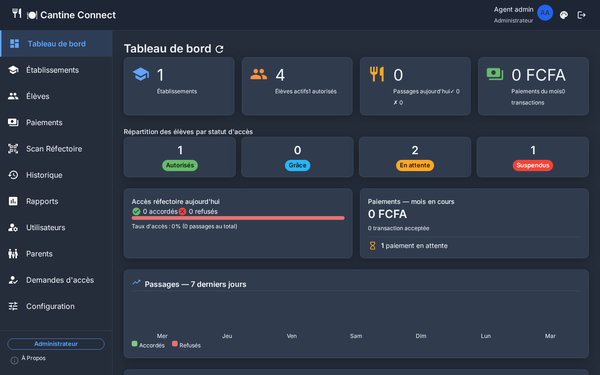 🍽 Cantine Connect
Agent admin
Administrateur
AA
Tableau de bord
Établissements
Élèves
Paiements
Scan Réfectoire
Historique
Rapports
Utilisateurs
Parents
Demandes d'accès
Configuration
Administrateur
À Propos
Tableau de bord
1
Établissements
4
Élèves actifs1 autorisés
0
Passages aujourd'hui✓ 0
✗ 0
0 FCFA
Paiements du mois0
transactions
Répartition des élèves par statut d'accès
1
Autorisés
0
Grâce
2
En attente
1
Suspendus
Accès réfectoire aujourd'hui
0 accordés 0 refusés
Taux d'accès : 0% (0 passages au total)
Paiements — mois en cours
0 FCFA
0 transaction acceptée
1 paiement en attente
Passages — 7 derniers jours
Mer Jeu Ven Sam Dim Lun Mar
Accordés Refusés